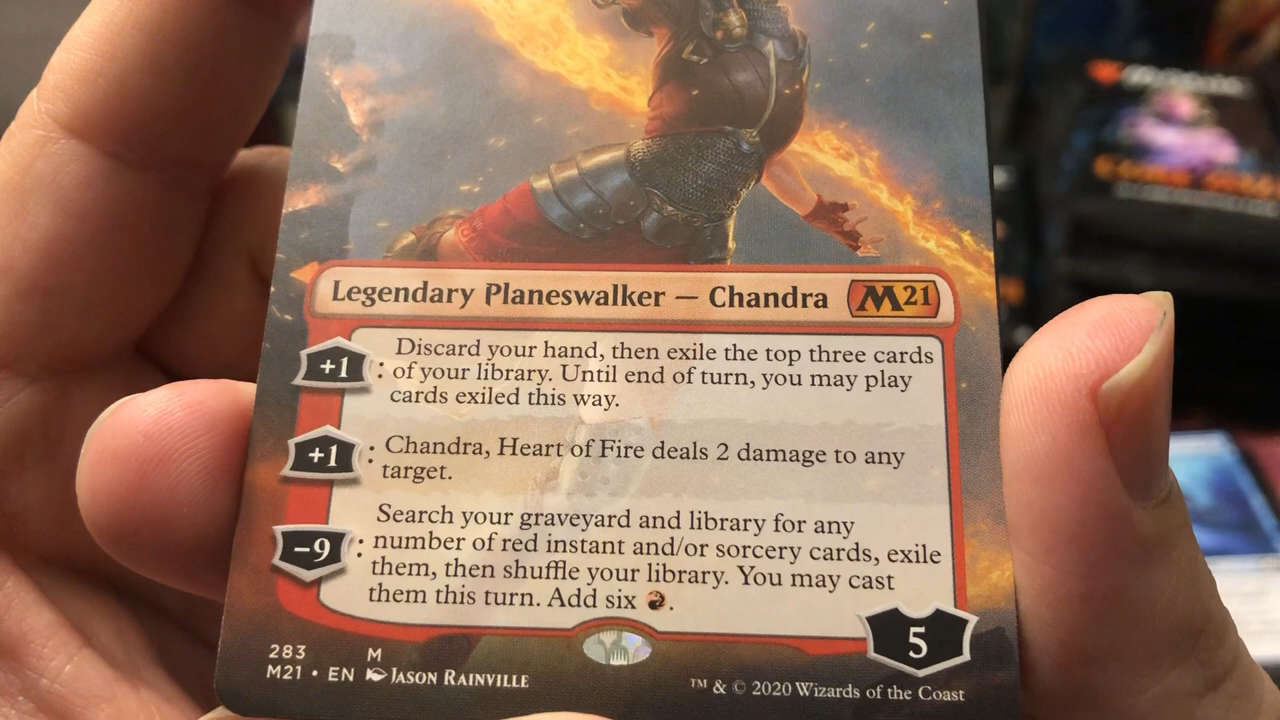 Legendary Planeswalker — Chandra M21
+1 : Discard your hand, then exile the top three cards
of your library. Until end of turn, you may play
cards exiled this way.
+1 : Chandra, Heart of Fire deals 2 damage to any
target.
Search your graveyard and library for any
−9 : number of red instant and/or sorcery cards, exile
them, then shuffle your library. You may cast
them this turn. Add six .
5
283 M
M21 • EN JASON RAINVILLE
™ & © 2020 Wizards of the Coast